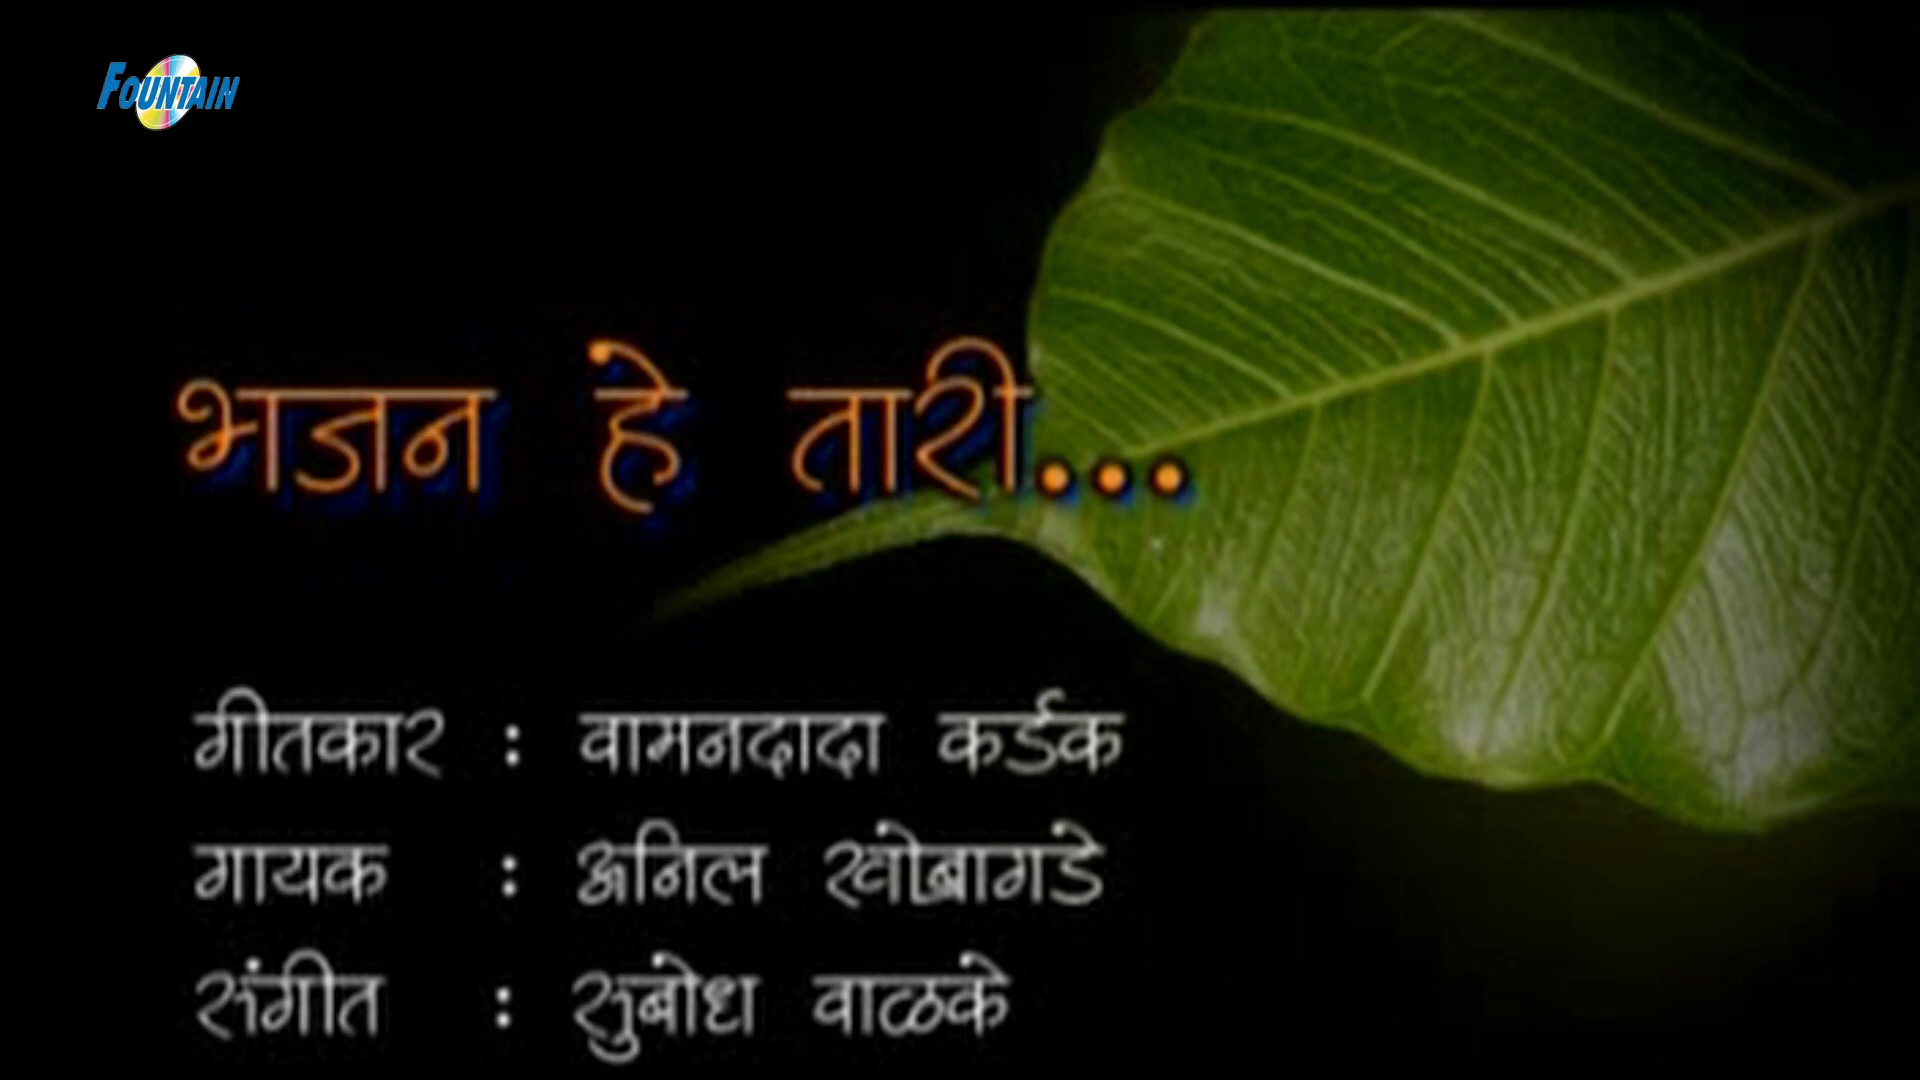 FOUNTAIN
भजन हे तारी...
गीतकार : वामनदादा कर्डक
गायक : अनिल खोब्रागडे
संगीत : सुबोध वाळके